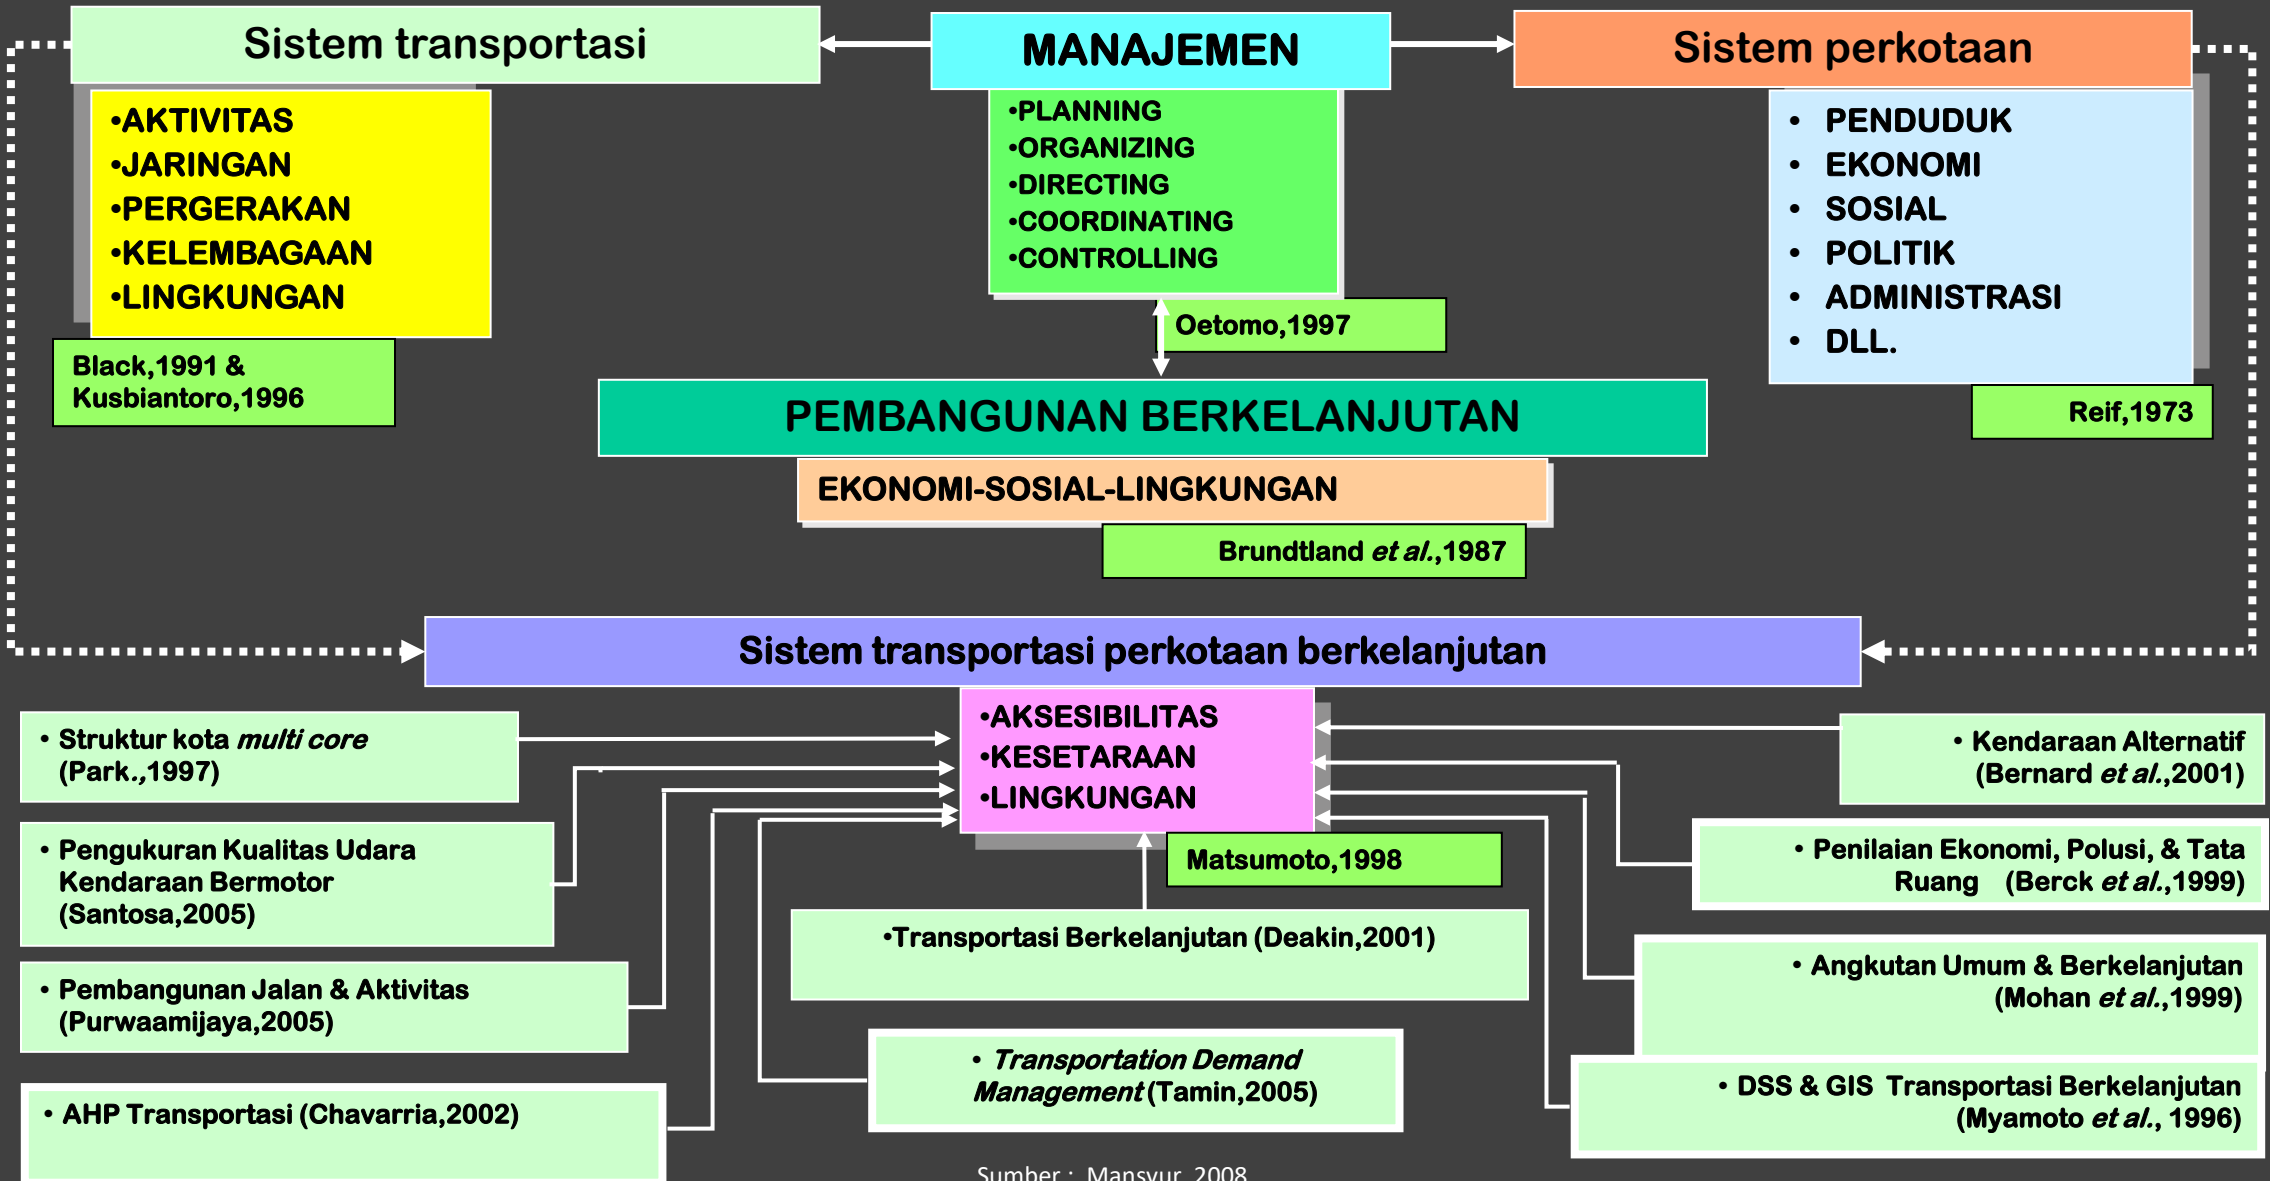 Sistem transportasi
•AKTIVITAS
•JARINGAN
•PERGERAKAN
•KELEMBAGAAN
•LINGKUNGAN
Black,1991 &
Kusbiantoro,1996
MANAJEMEN
•PLANNING
•ORGANIZING
•DIRECTING
•COORDINATING
•CONTROLLING
Oetomo,1997
Sistem perkotaan
• PENDUDUK
• EKONOMI
• SOSIAL
• POLITIK
• ADMINISTRASI
• DLL.
Reif,1973
PEMBANGUNAN BERKELANJUTAN
EKONOMI-SOSIAL-LINGKUNGAN
Brundtland et al.,1987
Sistem transportasi perkotaan berkelanjutan
•AKSESIBILITAS
•KESETARAAN
•LINGKUNGAN
Matsumoto,1998
• Struktur kota multi core
(Park.,1997)
• Pengukuran Kualitas Udara
Kendaraan Bermotor
(Santosa,2005)
• Pembangunan Jalan & Aktivitas
(Purwaamijaya,2005)
• AHP Transportasi (Chavarria,2002)
•Transportasi Berkelanjutan (Deakin,2001)
• Transportation Demand
Management (Tamin,2005)
• Kendaraan Alternatif
(Bernard et al.,2001)
• Penilaian Ekonomi, Polusi, & Tata
Ruang (Berck et al.,1999)
• Angkutan Umum & Berkelanjutan
(Mohan et al.,1999)
• DSS & GIS Transportasi Berkelanjutan
(Myamoto et al., 1996)
Sumber : Mansyur, 2008